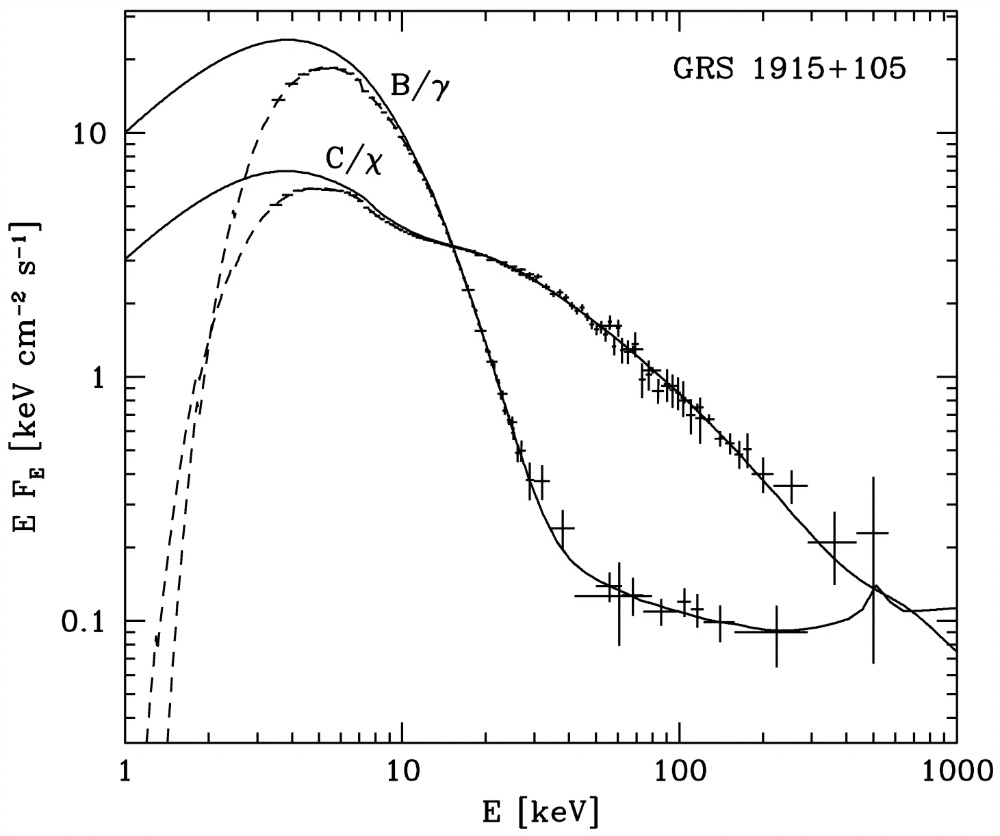 GRS 1915+105
B/γ
C/χ
10
1
0.1
E F_E [keV cm⁻² s⁻¹]
1 10 100 1000
E [keV]